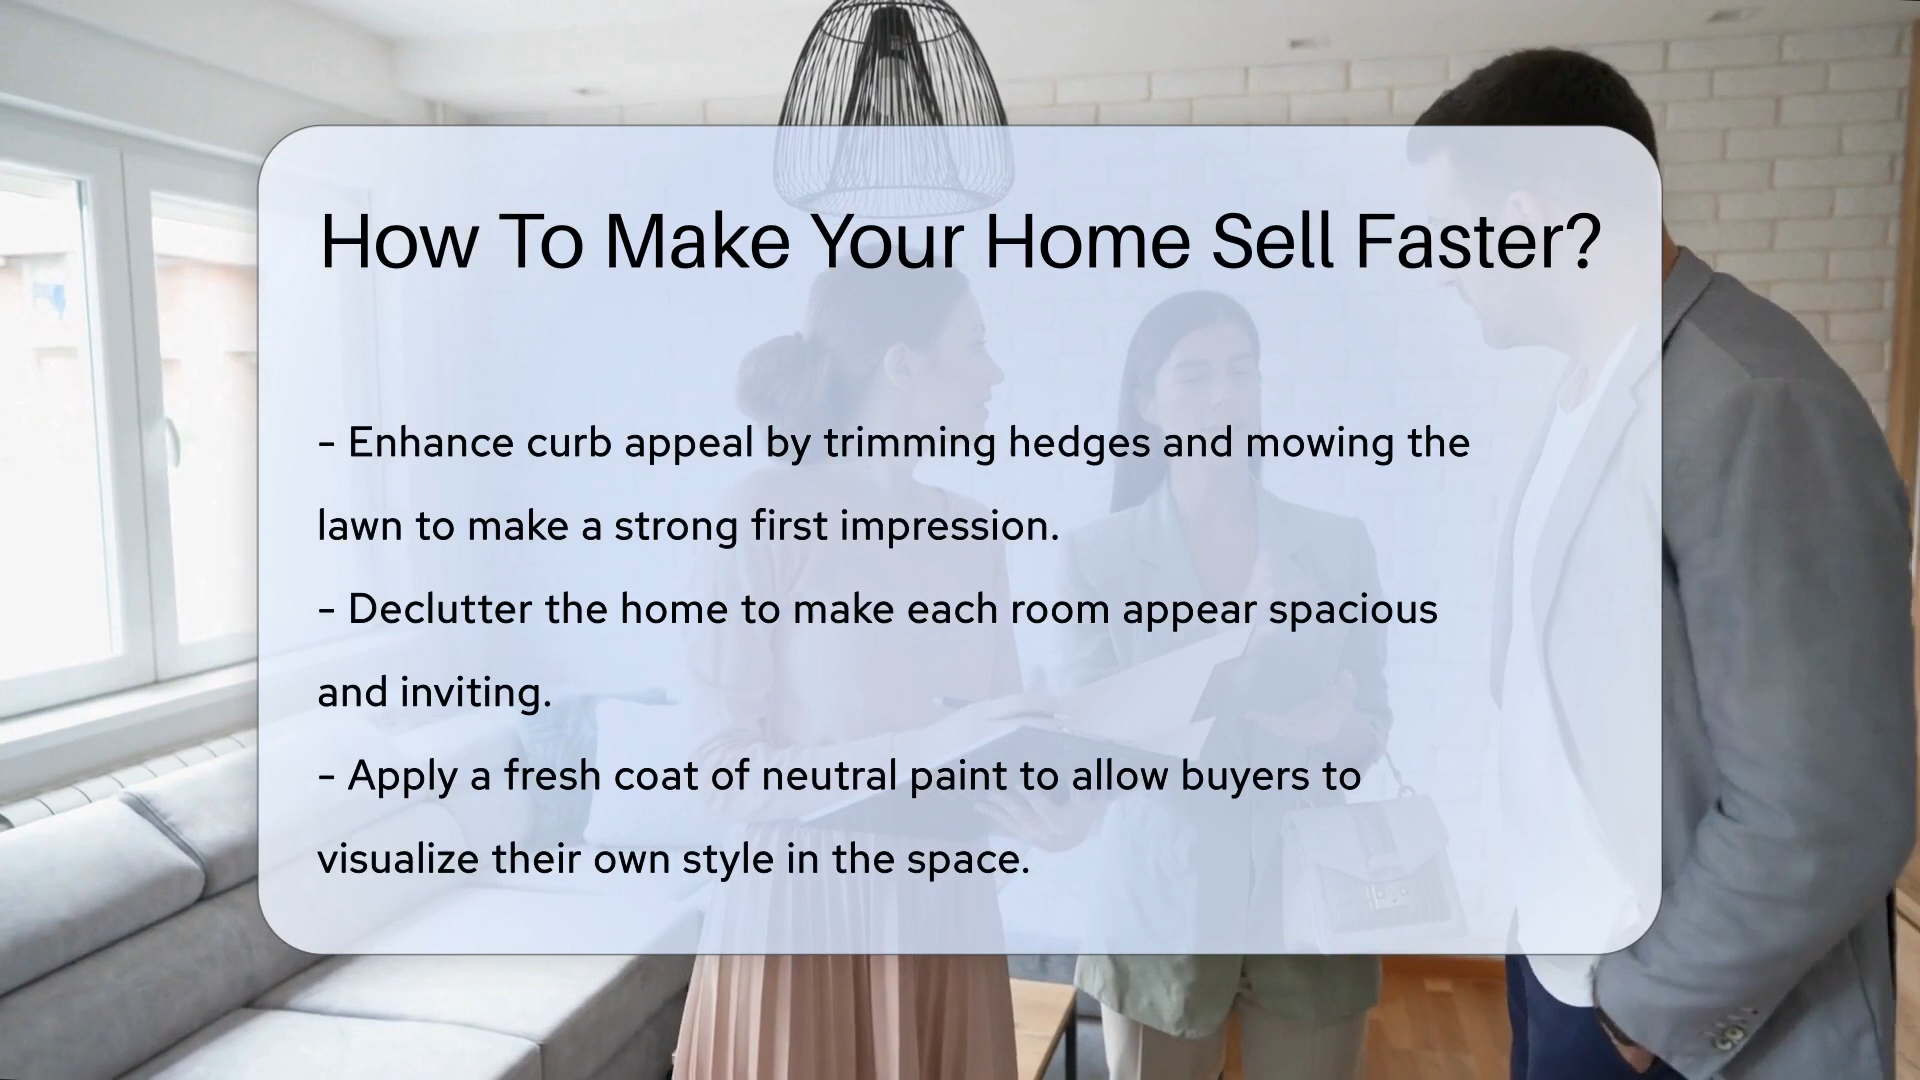 How To Make Your Home Sell Faster?
- Enhance curb appeal by trimming hedges and mowing the
lawn to make a strong first impression.
- Declutter the home to make each room appear spacious
and inviting.
- Apply a fresh coat of neutral paint to allow buyers to
visualize their own style in the space.